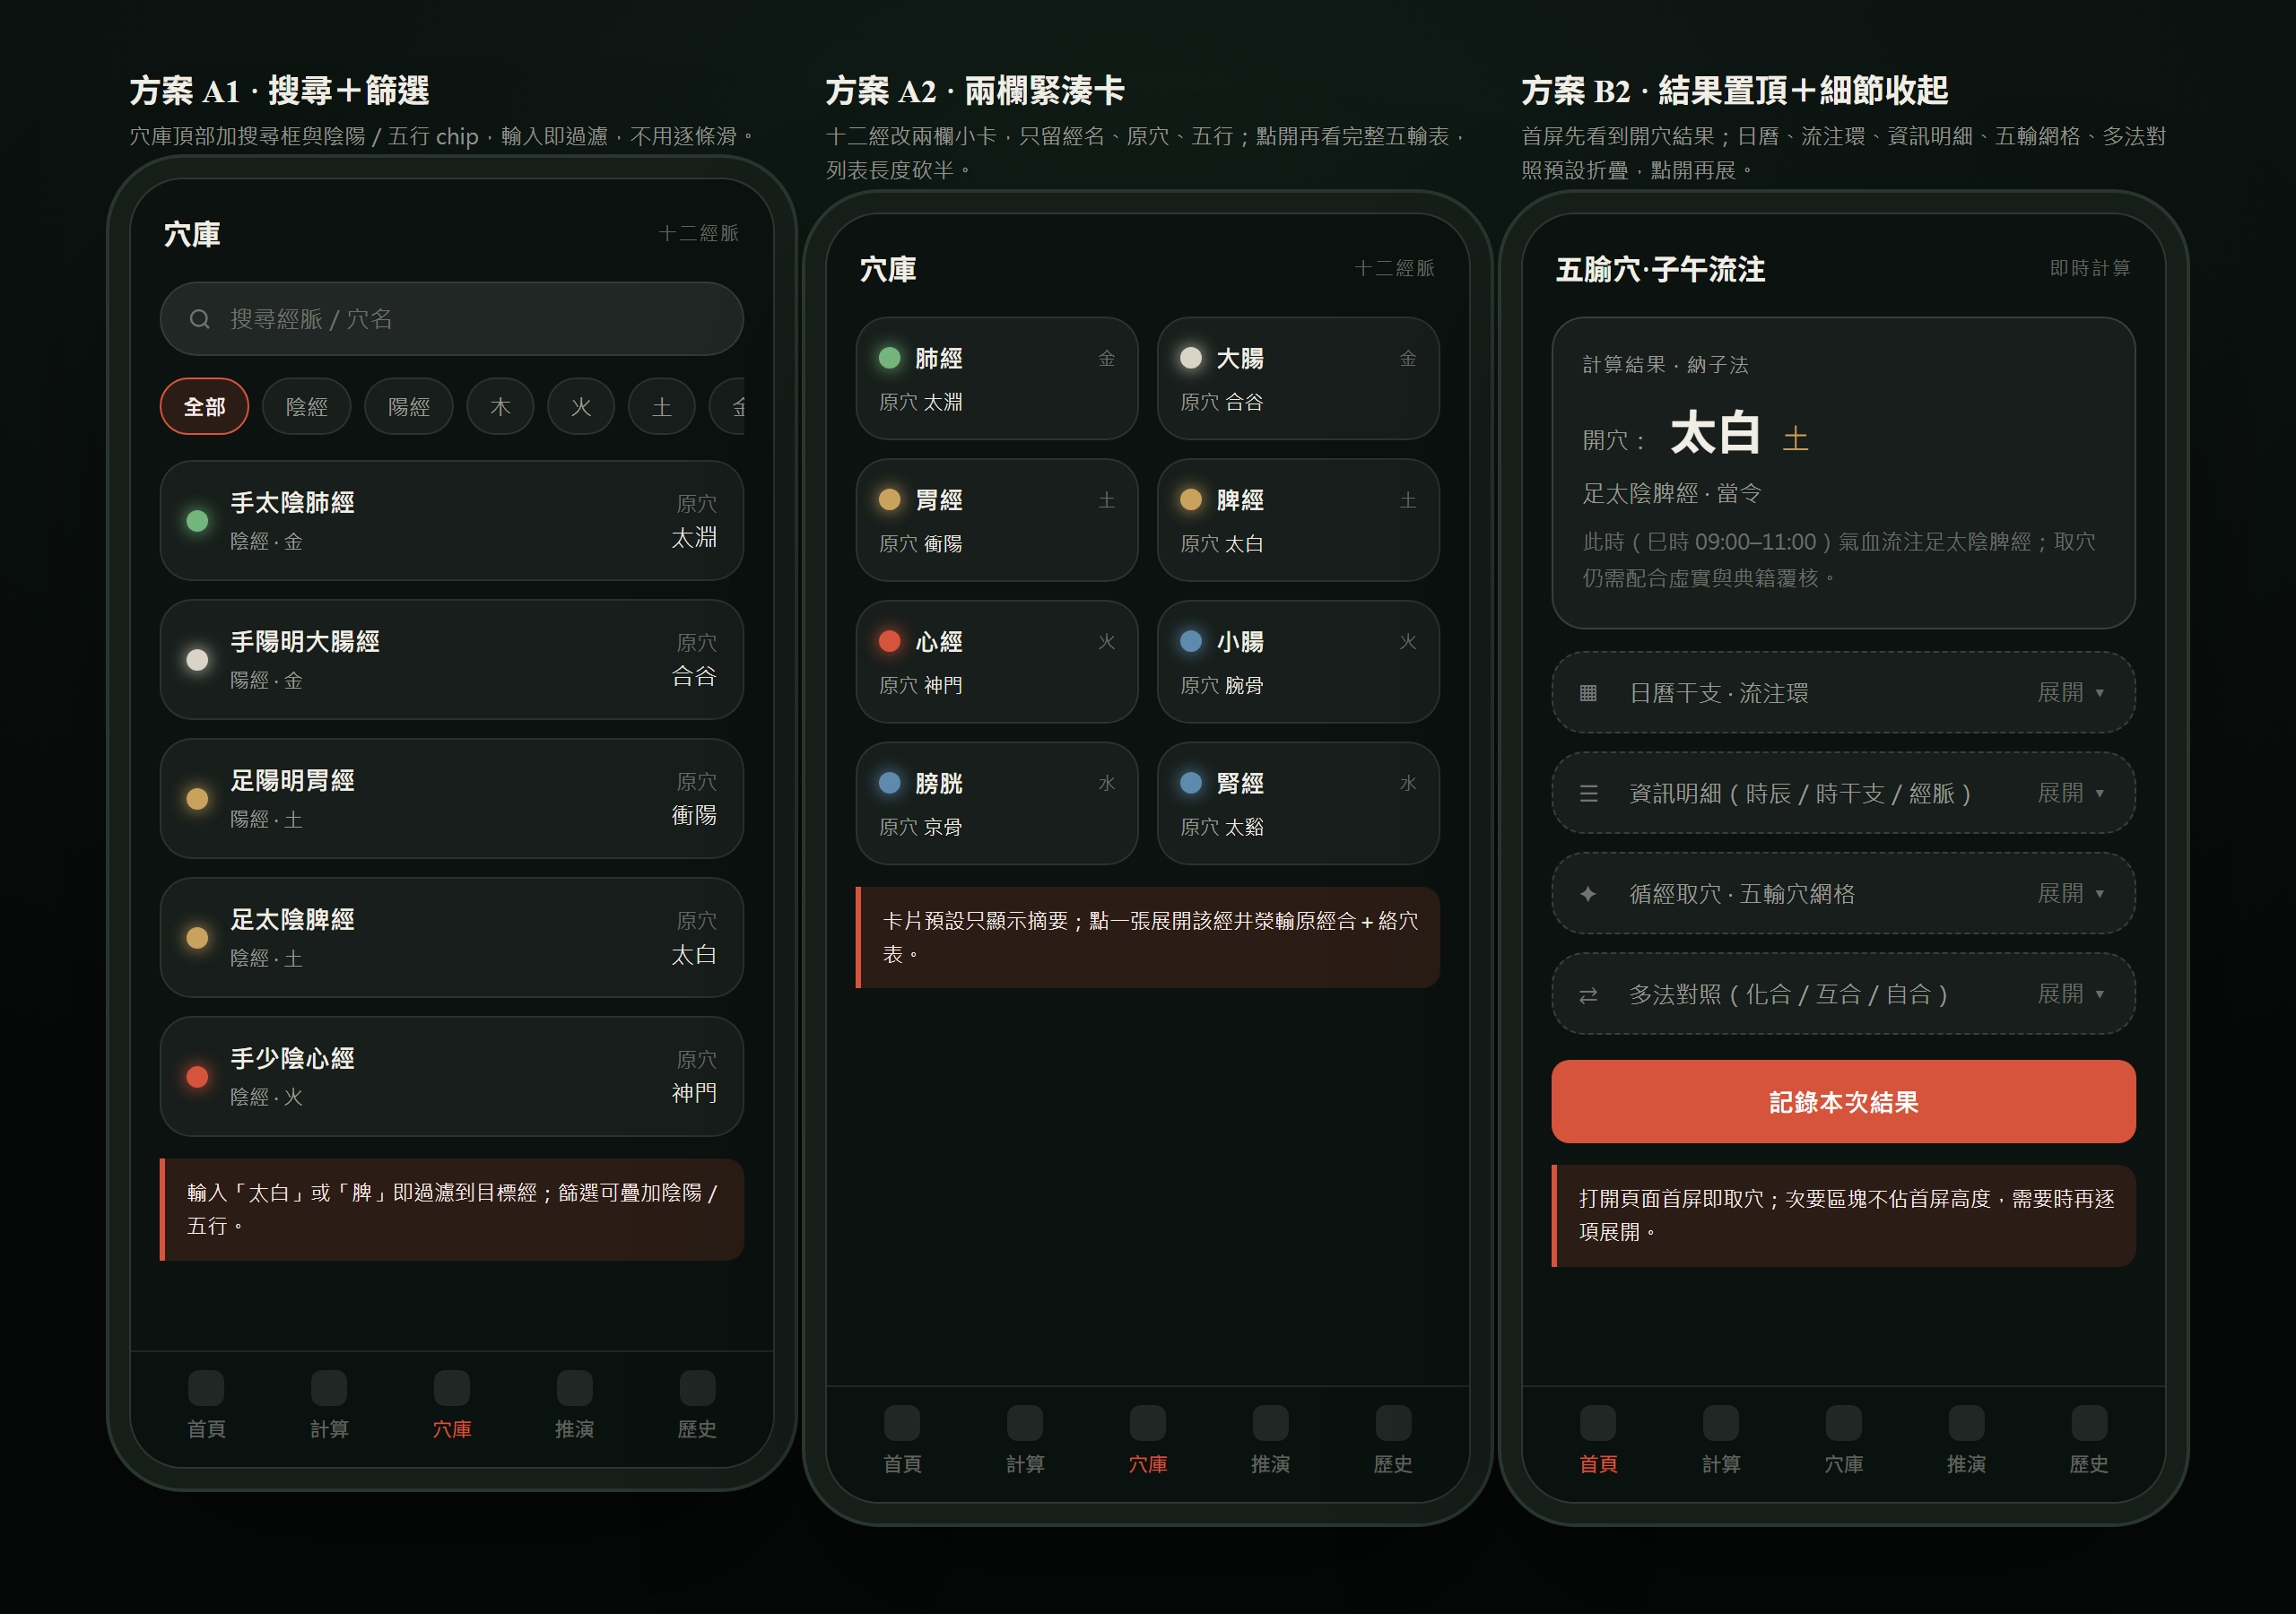 方案 A1 · 搜尋＋篩選
穴庫頂部加搜尋框與陰陽 / 五行 chip，輸入即過濾，不用逐條滑。
穴庫
十二經脈
搜尋經脈 / 穴名
全部
陰經
陽經
木
火
土
手太陰肺經
陰經 · 金
原穴
太淵
手陽明大腸經
陽經 · 金
原穴
合谷
足陽明胃經
陽經 · 土
原穴
衝陽
足太陰脾經
陰經 · 土
原穴
太白
手少陰心經
陰經 · 火
原穴
神門
輸入「太白」或「脾」即過濾到目標經；篩選可疊加陰陽 /
五行。
首頁
計算
穴庫
推演
歷史
方案 A2 · 兩欄緊湊卡
十二經改兩欄小卡，只留經名、原穴、五行；點開再看完整五輸表，
列表長度砍半。
穴庫
十二經脈
肺經
金
原穴 太淵
大腸
金
原穴 合谷
胃經
土
原穴 衝陽
脾經
土
原穴 太白
心經
火
原穴 神門
小腸
火
原穴 腕骨
膀胱
水
原穴 京骨
腎經
水
原穴 太谿
卡片預設只顯示摘要；點一張展開該經井滎輸原經合＋絡穴
表。
首頁
計算
穴庫
推演
歷史
方案 B2 · 結果置頂＋細節收起
首屏先看到開穴結果；日曆、流注環、資訊明細、五輸網格、多法對
照預設折疊，點開再展。
五腧穴·子午流注
即時計算
計算結果 · 納子法
開穴： 太白 土
足太陰脾經 · 當令
此時（巳時 09:00–11:00）氣血流注足太陰脾經；取穴
仍需配合虛實與典籍覆核。
日曆干支 · 流注環
展開 ▾
資訊明細（時辰 / 時干支 / 經脈）
展開 ▾
循經取穴 · 五輸穴網格
展開 ▾
多法對照（化合 / 互合 / 自合）
展開 ▾
記錄本次結果
打開頁面首屏即取穴；次要區塊不佔首屏高度，需要時再逐
項展開。
首頁
計算
穴庫
推演
歷史